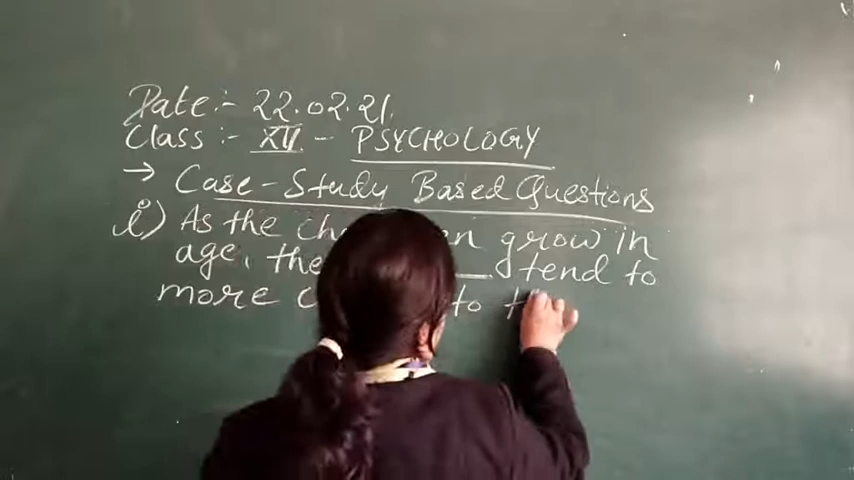 Date :- 22.02.21.
Class :- XII - PSYCHOLOGY
→ Case-Study Based Questions
i) As the grow in
age, tend to
more to